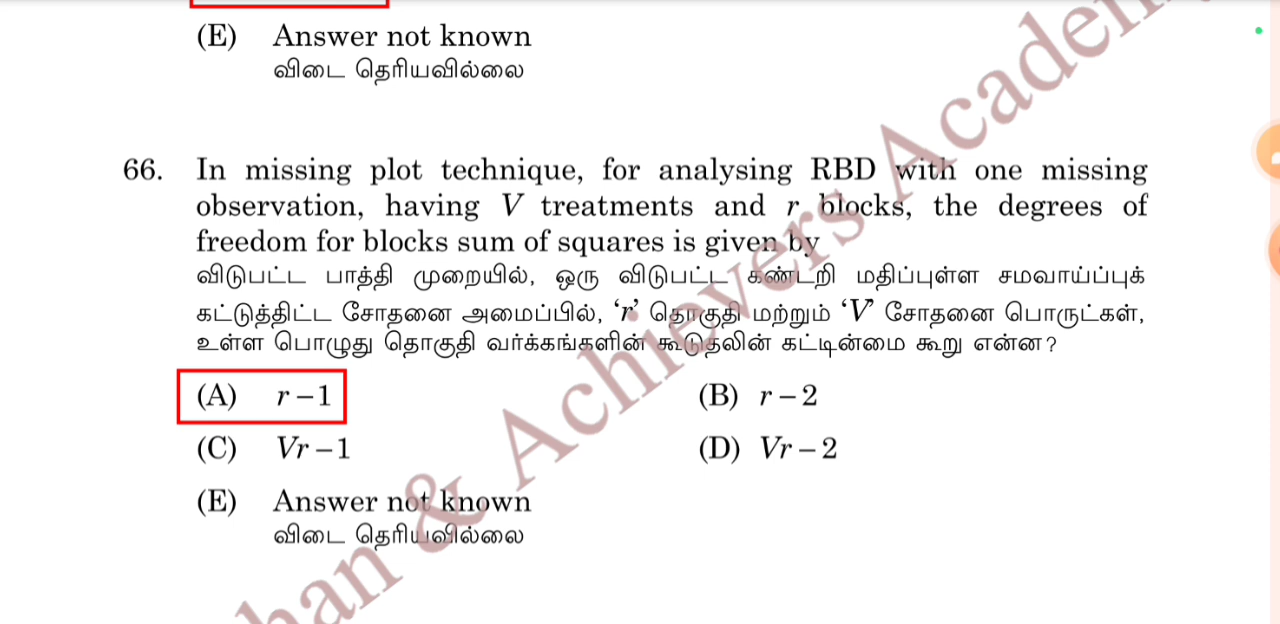 (E) Answer not known
விடை தெரியவில்லை
66. In missing plot technique, for analysing RBD with one missing
observation, having V treatments and r blocks, the degrees of
freedom for blocks sum of squares is given by
விடுபட்ட பாத்தி முறையில், ஒரு விடுபட்ட கண்டறி மதிப்புள்ள சமவாய்ப்புக்
கட்டுத்திட்ட சோதனை அமைப்பில், ‘r’ தொகுதி மற்றும் ‘V’ சோதனை பொருட்கள்,
உள்ள பொழுது தொகுதி வர்க்கங்களின் கூடுதலின் கட்டின்மை கூறு என்ன?
(A) r – 1 (B) r – 2
(C) Vr – 1 (D) Vr – 2
(E) Answer not known
விடை தெரியவில்லை
& Achievers